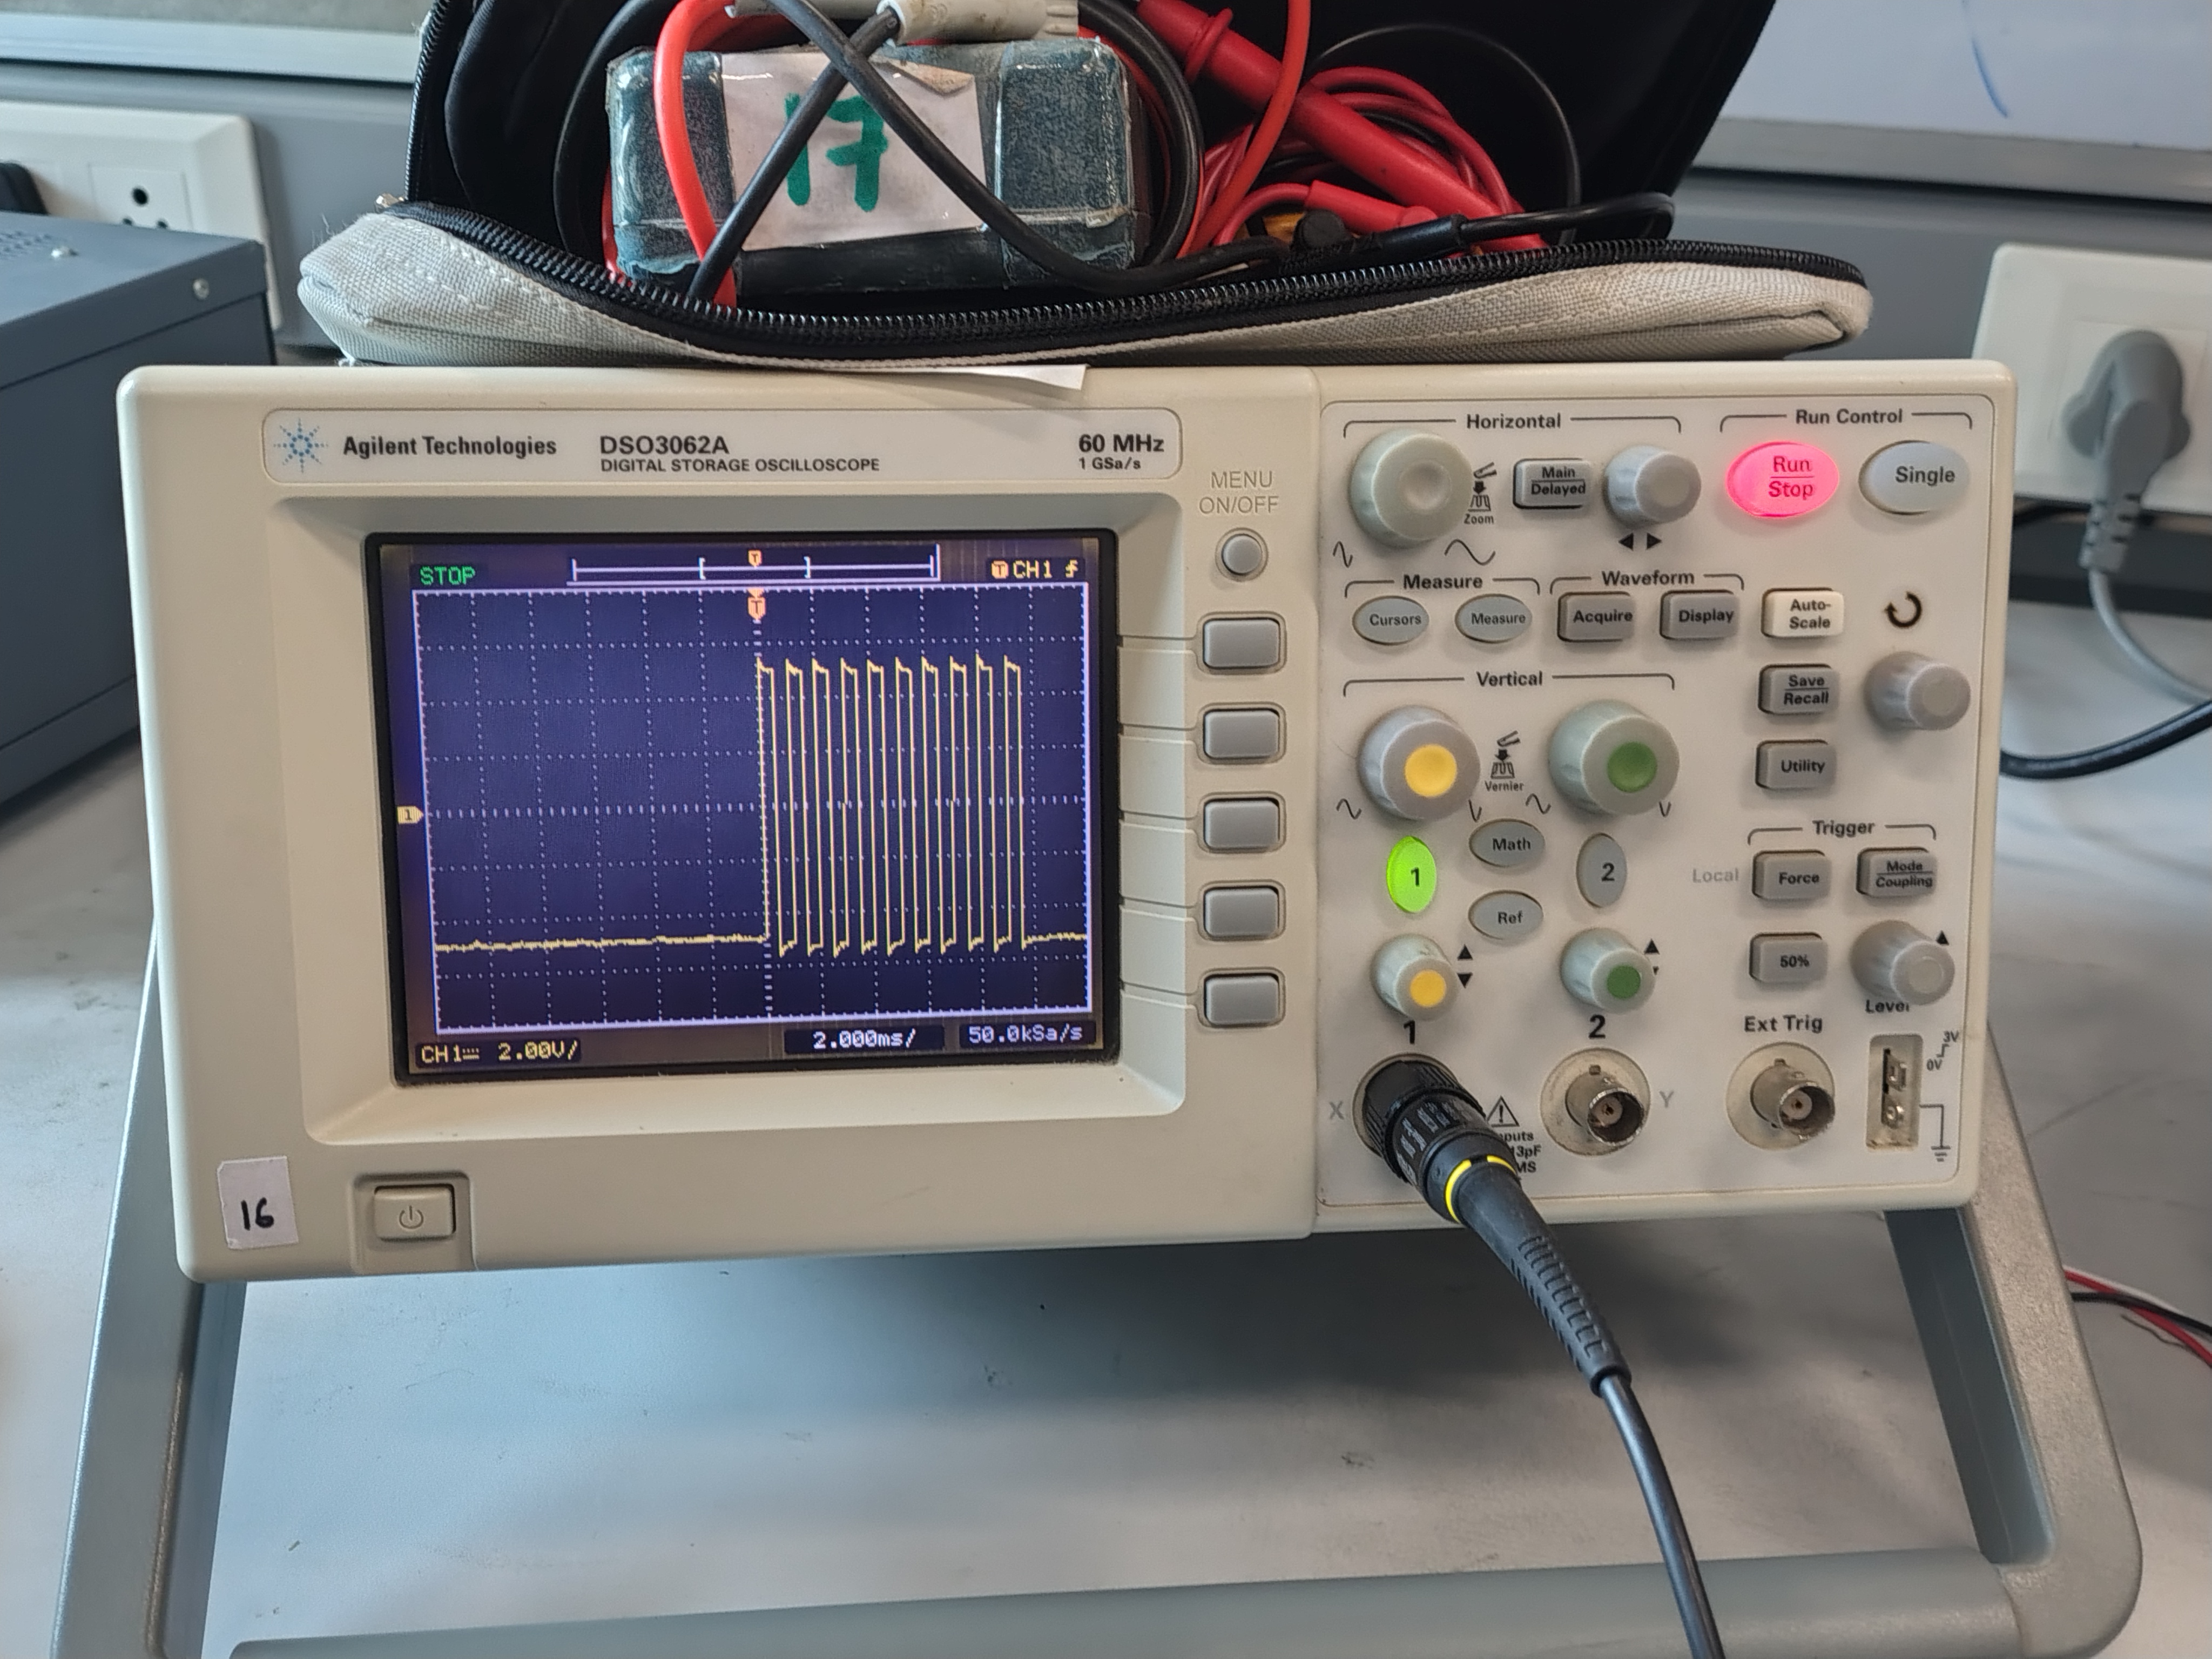 17
Agilent Technologies
DSO3062A
DIGITAL STORAGE OSCILLOSCOPE
60 MHz
1 GSa/s
MENU
ON/OFF
STOP
T
T CH1
T
1
CH1 2.00V/
2.000ms/
50.0kSa/s
16
Horizontal
Main
Delayed
Zoom
Run Control
Run
Stop
Single
Measure
Cursors
Measure
Waveform
Acquire
Display
Auto-
Scale
Save
Recall
Utility
Vertical
Vernier
1
Math
2
Ref
Trigger
Local
Force
Mode
Coupling
50%
Level
1
2
Ext Trig
3V
0V
X
Y
13pF